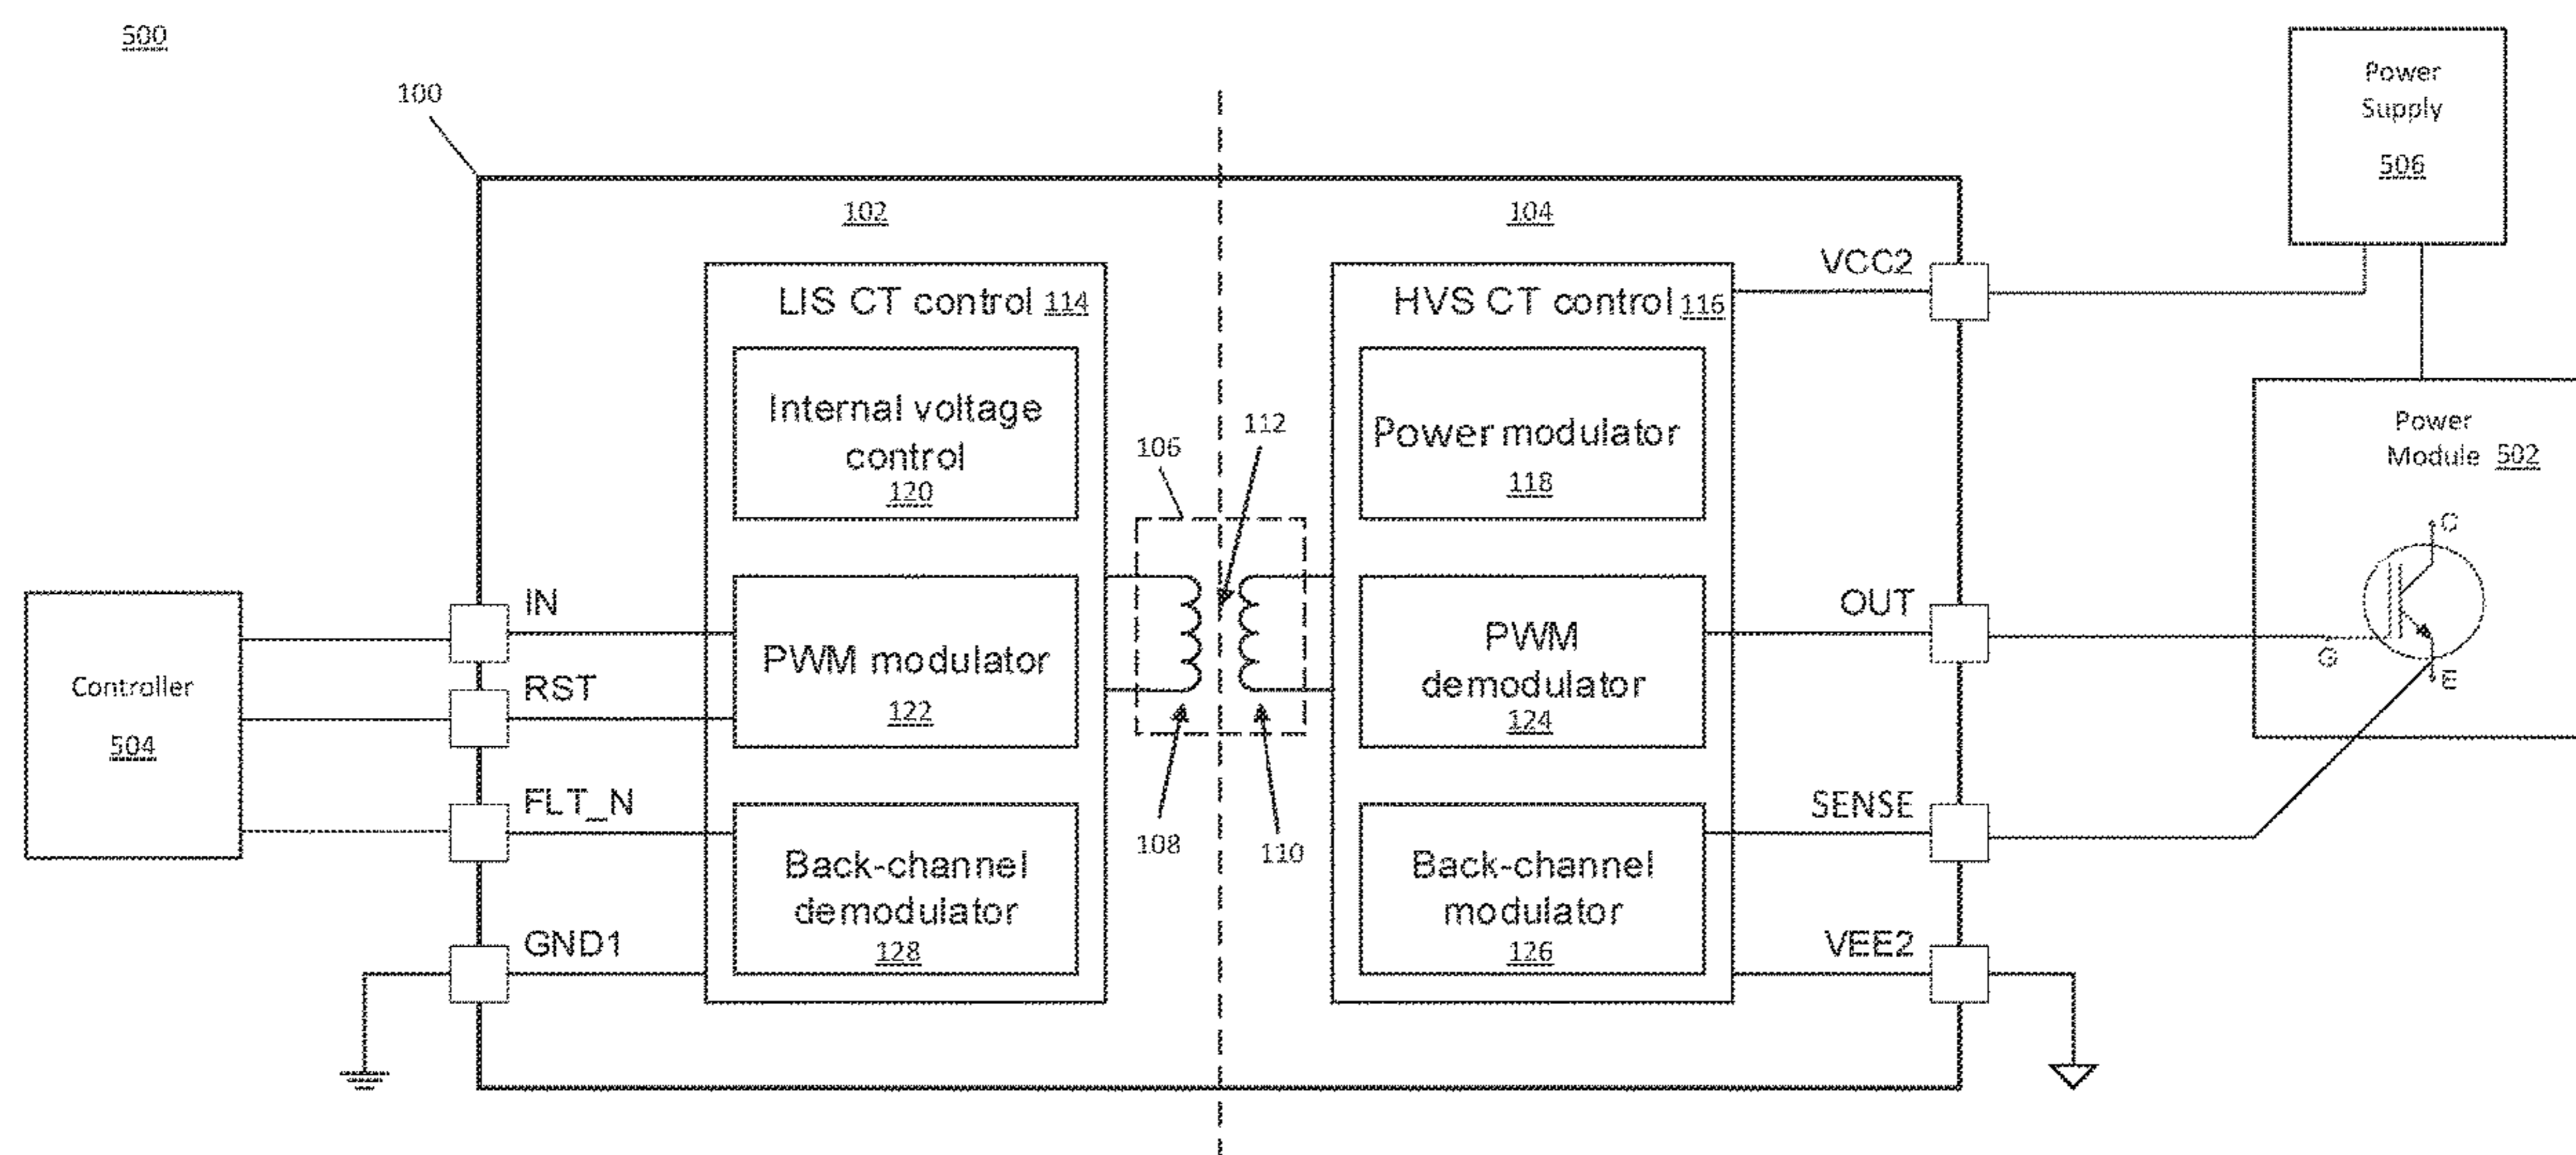 500
100
102
104
Power
Supply
506
VCC2
LIS CT control 114
HVS CT control 116
Internal voltage
control
120
Power modulator
118
106
112
Power
Module 502
C
G
E
Controller
504
IN
RST
FLT_N
GND1
PWM modulator
122
PWM
demodulator
124
OUT
SENSE
VEE2
108
110
Back-channel
demodulator
128
Back-channel
modulator
126